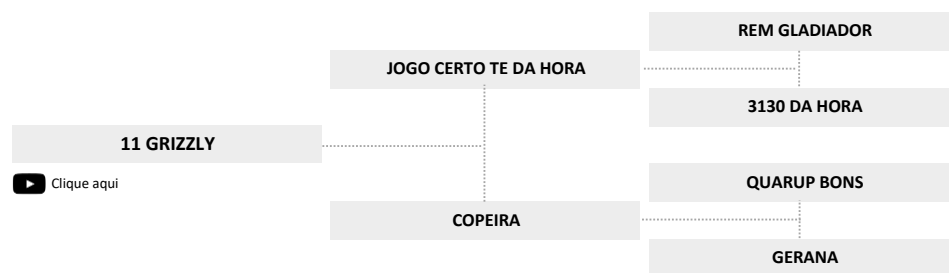 REM GLADIADOR
JOGO CERTO TE DA HORA
3130 DA HORA
11 GRIZZLY
Clique aqui
QUARUP BONS
COPEIRA
GERANA